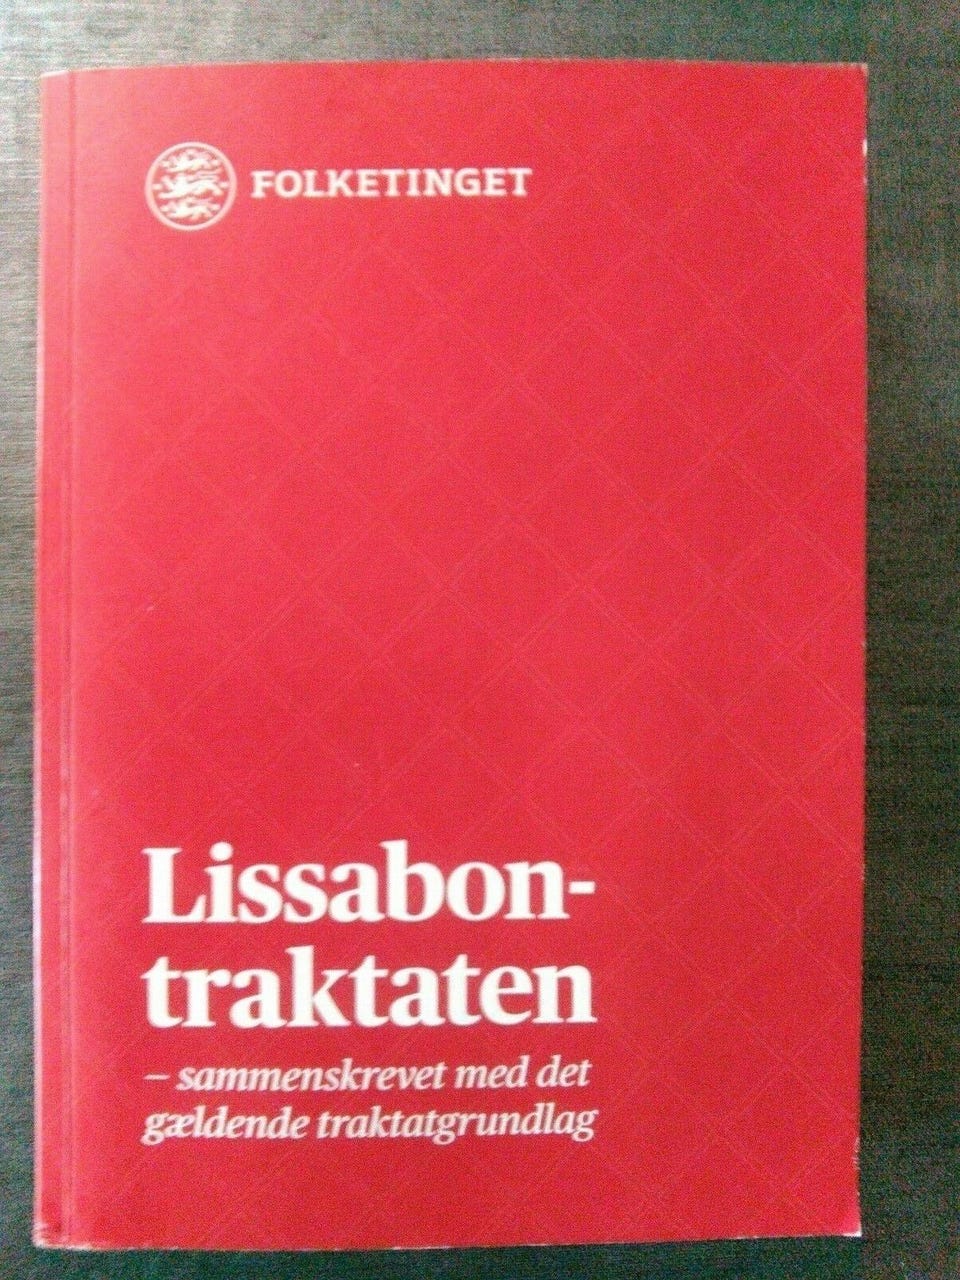 FOLKETINGET
Lissabon-
traktaten
– sammenskrevet med det
gældende traktatgrundlag